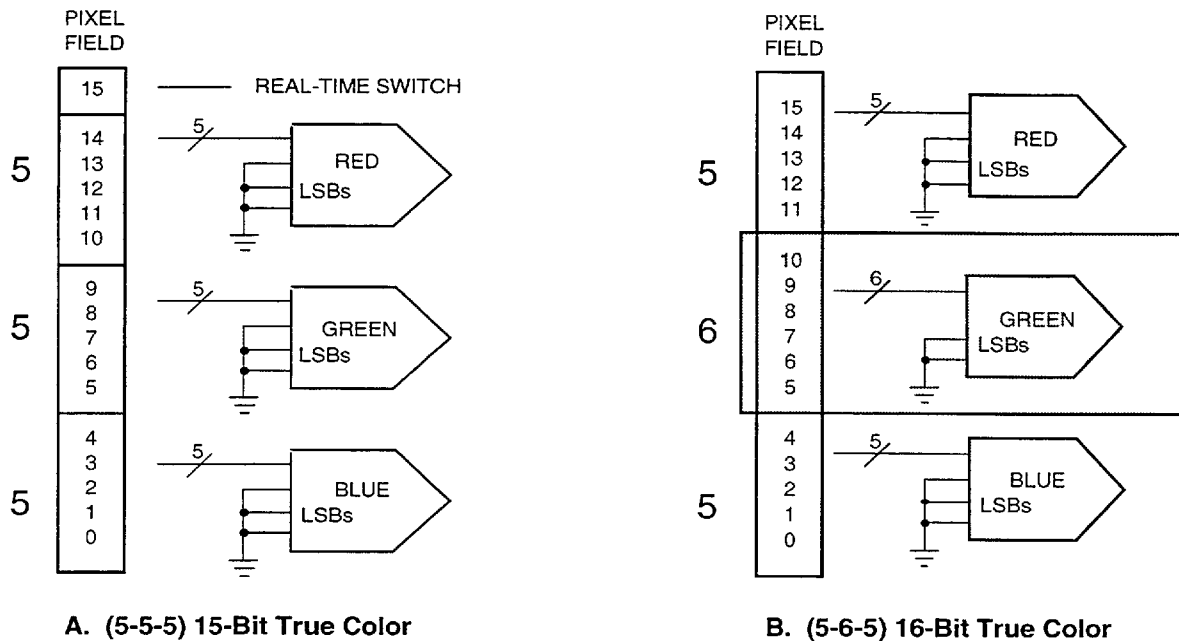 PIXEL
FIELD
15
REAL-TIME SWITCH
5
14
13
12
11
10
5
RED
LSBs
5
9
8
7
6
5
5
GREEN
LSBs
5
4
3
2
1
0
5
BLUE
LSBs
A. (5-5-5) 15-Bit True Color
PIXEL
FIELD
5
15
14
13
12
11
5
RED
LSBs
6
10
9
8
7
6
5
6
GREEN
LSBs
5
4
3
2
1
0
5
BLUE
LSBs
B. (5-6-5) 16-Bit True Color